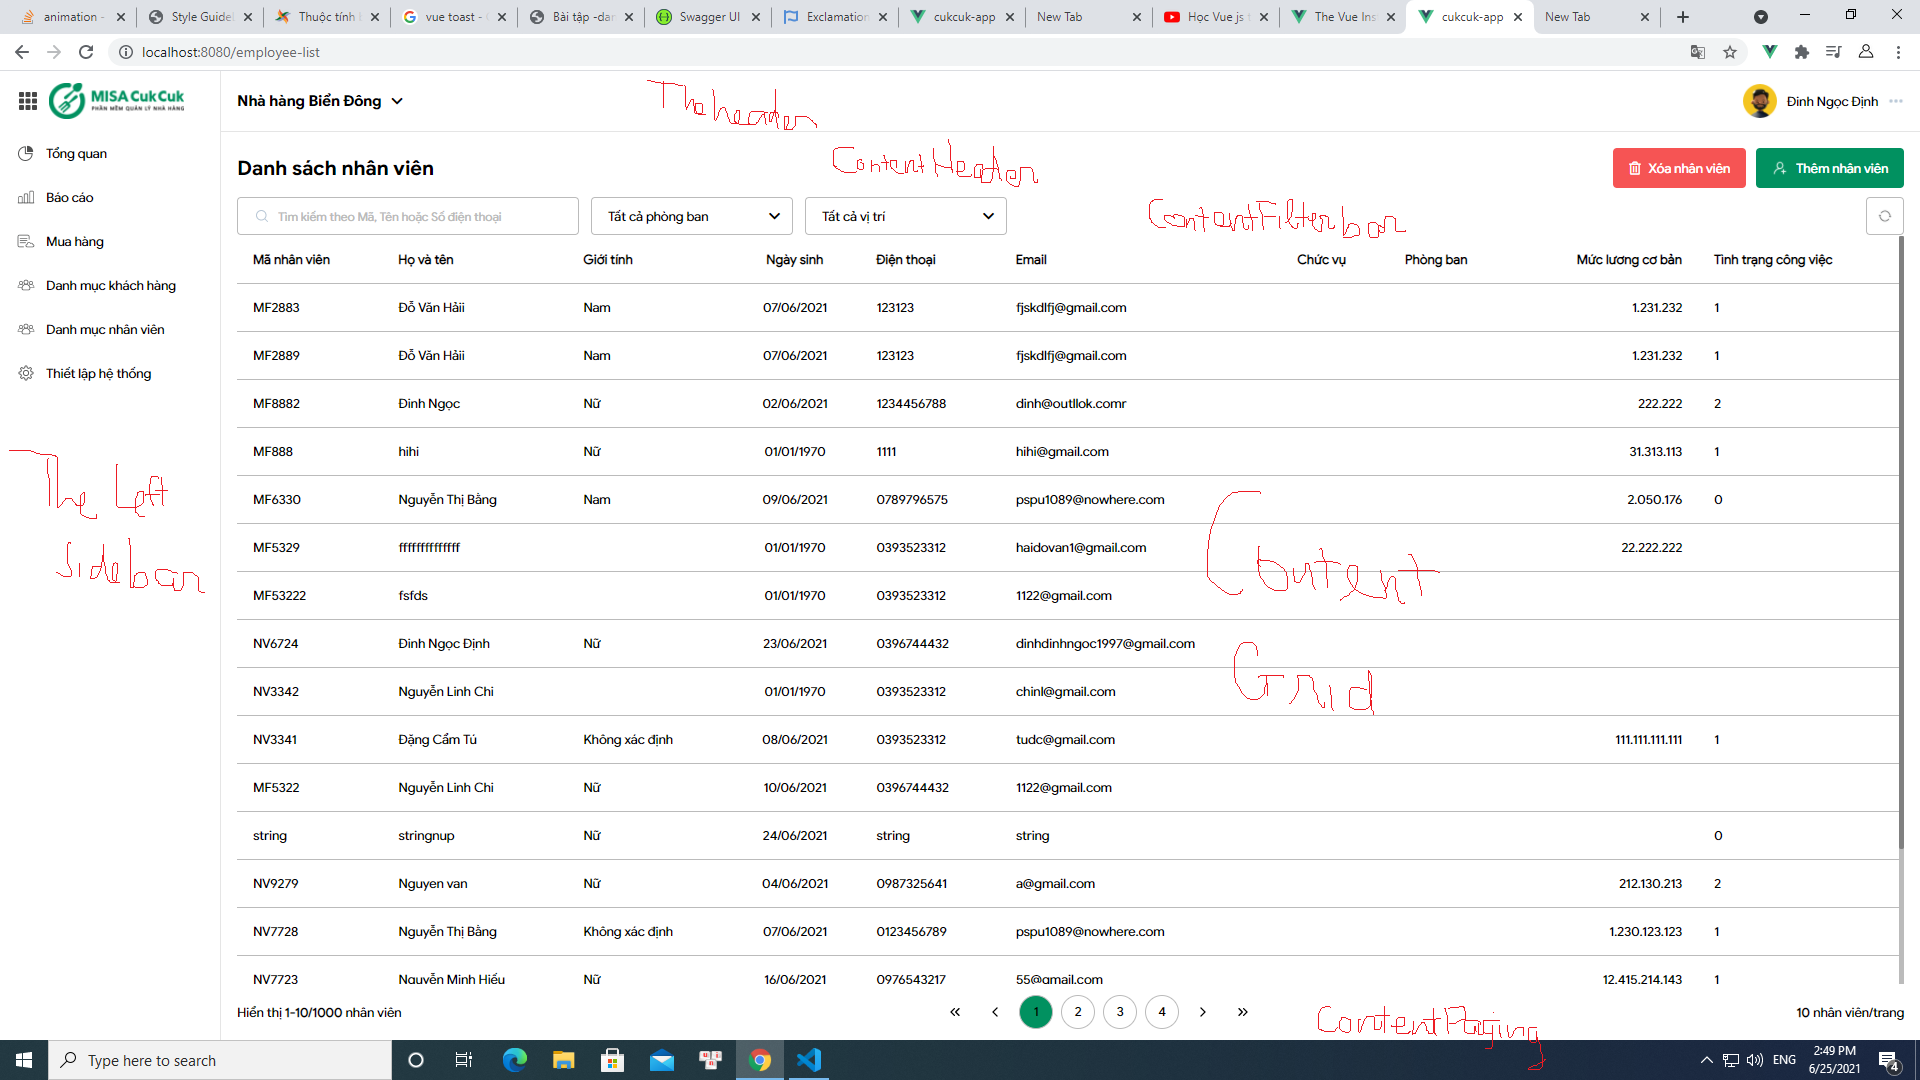 animation -
Style Guide
Thuộc tính
vue toast -
Bài tập -dar
Swagger UI
Exclamation
cukcuk-app
New Tab
Học Vue js
The Vue Ins
cukcuk-app
New Tab
localhost:8080/employee-list
MISA CukCuk
PHẦN MỀM QUẢN LÝ NHÀ HÀNG
Nhà hàng Biển Đông
The header
Đinh Ngọc Định
Tổng quan
Báo cáo
Mua hàng
Danh mục khách hàng
Danh mục nhân viên
Thiết lập hệ thống
The Left
Sidebar
Danh sách nhân viên
ContentHeader
Xóa nhân viên
Thêm nhân viên
Tìm kiếm theo Mã, Tên hoặc Số điện thoại
Tất cả phòng ban
Tất cả vị trí
ContentFilterbar
Mã nhân viên Họ và tên Giới tính Ngày sinh Điện thoại Email Chức vụ Phòng ban Mức lương cơ bản Tình trạng công việc
MF2883 Đỗ Văn Hảii Nam 07/06/2021 123123 fjskdlfj@gmail.com 1.231.232 1
MF2889 Đỗ Văn Hảii Nam 07/06/2021 123123 fjskdlfj@gmail.com 1.231.232 1
MF8882 Đinh Ngọc Nữ 02/06/2021 1234456788 dinh@outllok.comr 222.222 2
MF888 hihi Nữ 01/01/1970 1111 hihi@gmail.com 31.313.113 1
MF6330 Nguyễn Thị Bằng Nam 09/06/2021 0789796575 pspu1089@nowhere.com 2.050.176 0
MF5329 ffffffffffffff 01/01/1970 0393523312 haidovan1@gmail.com 22.222.222
MF53222 fsfds 01/01/1970 0393523312 1122@gmail.com
NV6724 Đinh Ngọc Định Nữ 23/06/2021 0396744432 dinhdinhngoc1997@gmail.com
NV3342 Nguyễn Linh Chi 01/01/1970 0393523312 chinl@gmail.com
NV3341 Đặng Cẩm Tú Không xác định 08/06/2021 0393523312 tudc@gmail.com 111.111.111.111 1
MF5322 Nguyễn Linh Chi Nữ 10/06/2021 0396744432 1122@gmail.com
string stringnup Nữ 24/06/2021 string string 0
NV9279 Nguyen van Nữ 04/06/2021 0987325641 a@gmail.com 212.130.213 2
NV7728 Nguyễn Thị Bằng Không xác định 07/06/2021 0123456789 pspu1089@nowhere.com 1.230.123.123 1
NV7723 Nguyễn Minh Hiếu Nữ 16/06/2021 0976543217 55@gmail.com 12.415.214.143 1
Content
Grid
Hiển thị 1-10/1000 nhân viên
« ‹ 1 2 3 4 › »
ContentPaging
10 nhân viên/trang
Type here to search
ENG
2:49 PM
6/25/2021
4